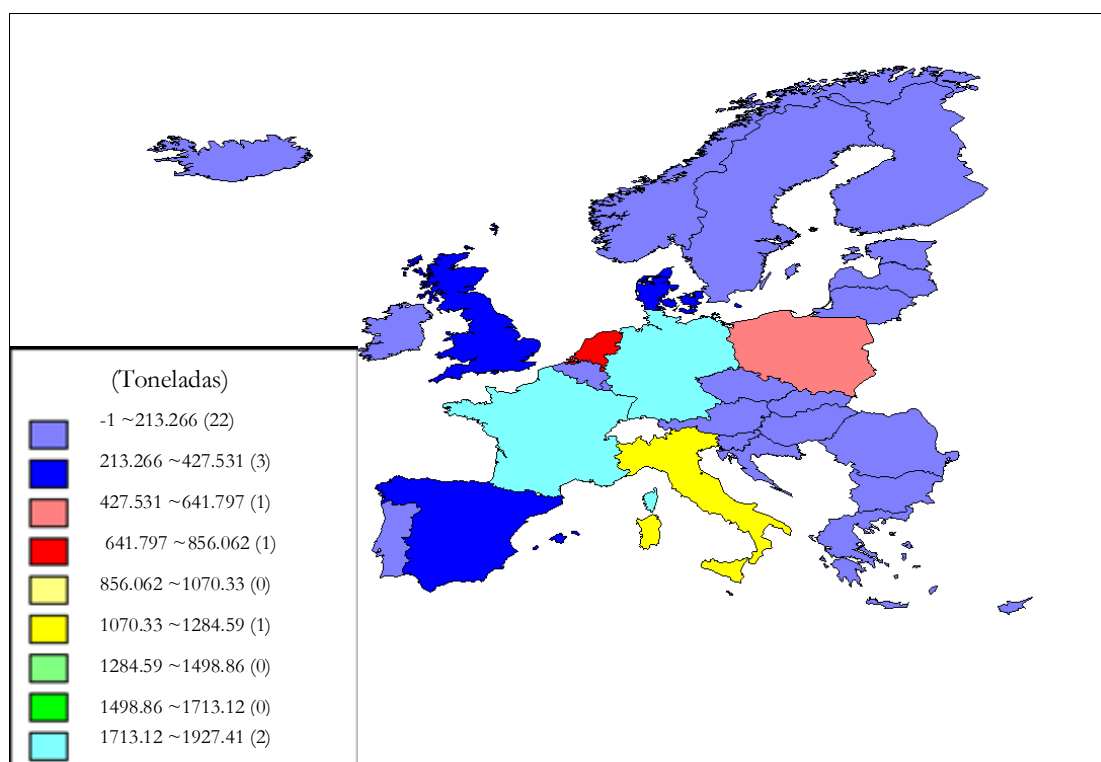 (Toneladas)
-1 ~213.266 (22)
213.266 ~427.531 (3)
427.531 ~641.797 (1)
641.797 ~856.062 (1)
856.062 ~1070.33 (0)
1070.33 ~1284.59 (1)
1284.59 ~1498.86 (0)
1498.86 ~1713.12 (0)
1713.12 ~1927.41 (2)